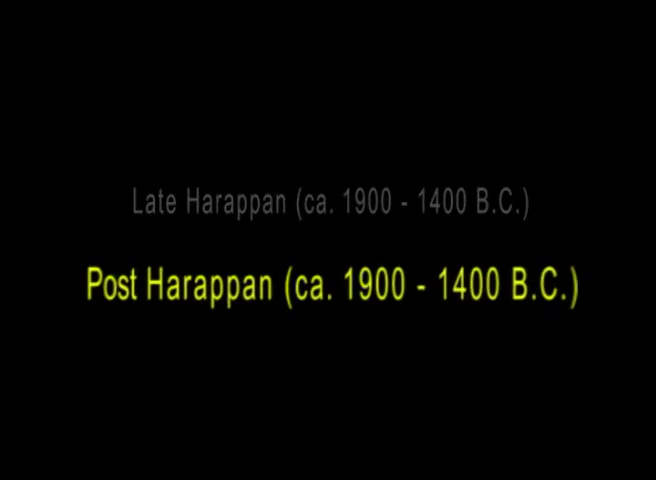 Late Harappan (ca. 1900 - 1400 B.C.)
Post Harappan (ca. 1900 - 1400 B.C.)